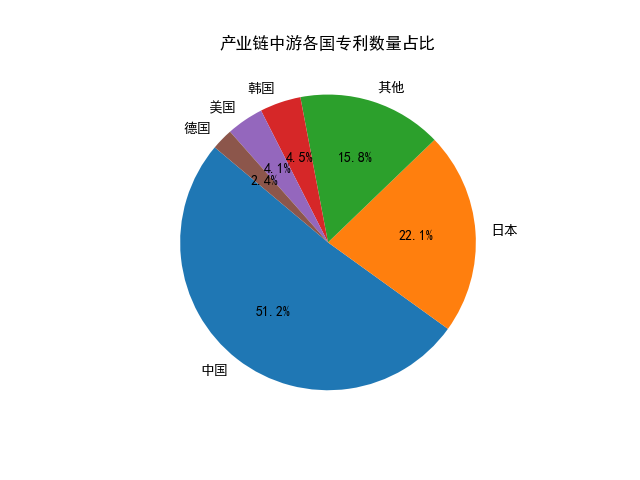 产业链中游各国专利数量占比
其他
韩国
美国
德国
4.5%
15.8%
4.1%
2.4%
日本
22.1%
51.2%
中国